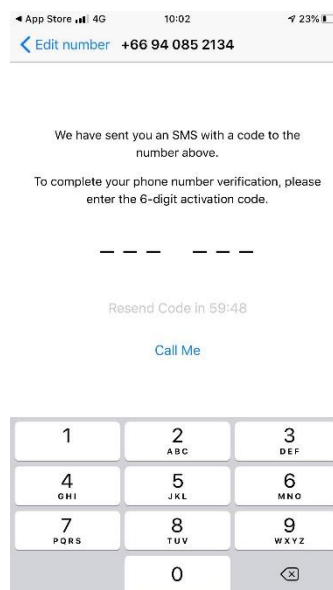 App Store 4G 10:02 23%
Edit number +66 94 085 2134
We have sent you an SMS with a code to the
number above.
To complete your phone number verification, please
enter the 6-digit activation code.
Resend Code in 59:48
Call Me
1 2 3
ABC DEF
4 5 6
GHI JKL MNO
7 8 9
PQRS TUV WXYZ
0